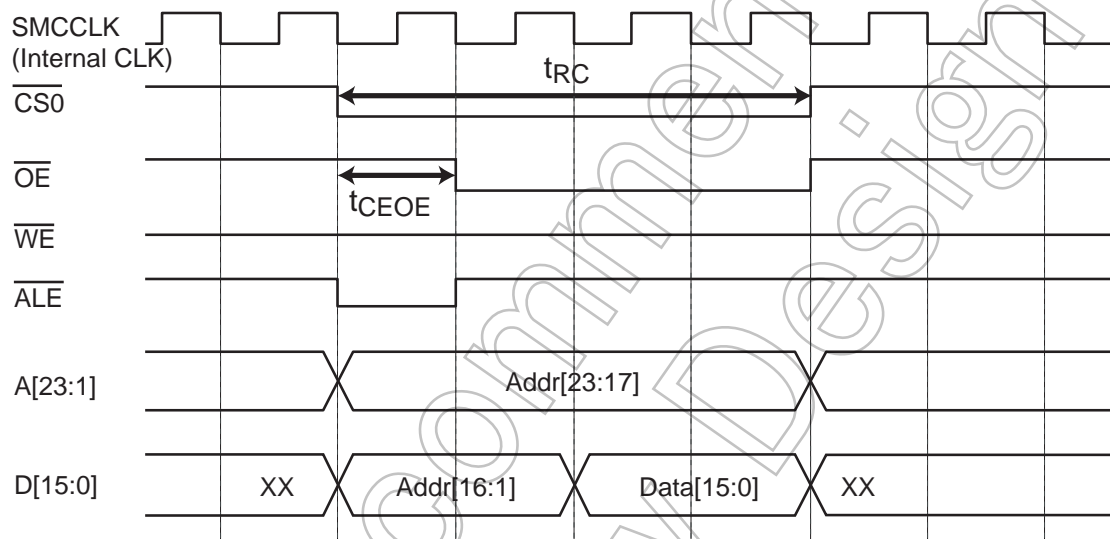 SMCCLK
(Internal CLK)
tRC
CS0
OE
tCEOE
WE
ALE
A[23:1]
Addr[23:17]
D[15:0]
XX
Addr[16:1]
Data[15:0]
XX
Design